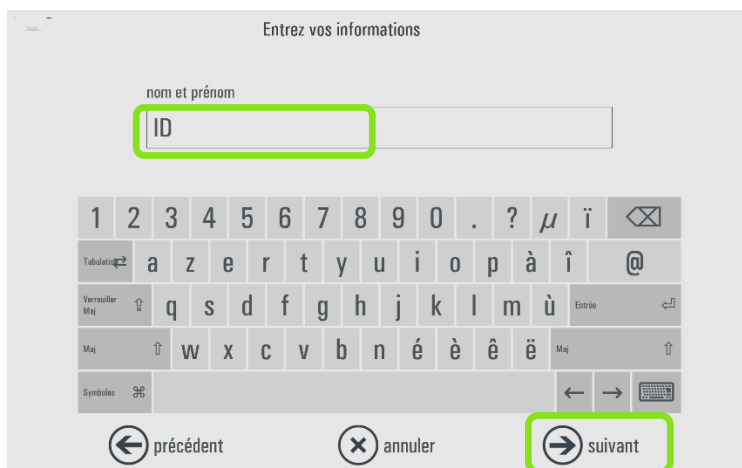 Entrez vos informations
nom et prénom
ID
1 2 3 4 5 6 7 8 9 0 . ? µ ï
Tabulation a z e r t y u i o p à î @
Verrouiller Maj q s d f g h j k l m ù Entrée
Maj w x c v b n é è ê ë Maj
Symboles ⌘ ← →
précédent annuler suivant